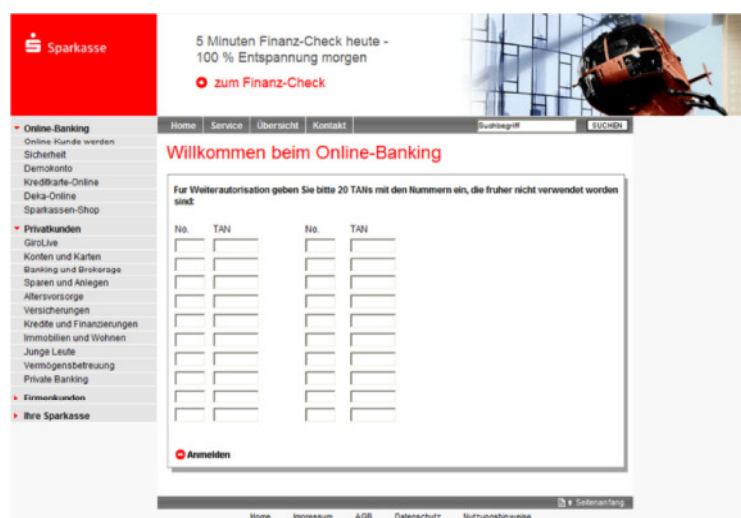 Sparkasse
5 Minuten Finanz-Check heute -
100 % Entspannung morgen
zum Finanz-Check
Home Service Übersicht Kontakt Suchbegriff SUCHEN
Online-Banking
Online Kunde werden
Sicherheit
Demokonto
Kreditkarte-Online
Deka-Online
Sparkassen-Shop
Privatkunden
GiroLive
Konten und Karten
Banking und Brokerage
Sparen und Anlegen
Altersvorsorge
Versicherungen
Kredite und Finanzierungen
Immobilien und Wohnen
Junge Leute
Vermögensbetreuung
Private Banking
Firmenkunden
Ihre Sparkasse
Willkommen beim Online-Banking
Fur Weiterautorisation geben Sie bitte 20 TANs mit den Nummern ein, die fruher nicht verwendet worden
sind:
No. TAN No. TAN
Anmelden
Seitenanfang
Home Impressum AGB Datenschutz Nutzungshinweise